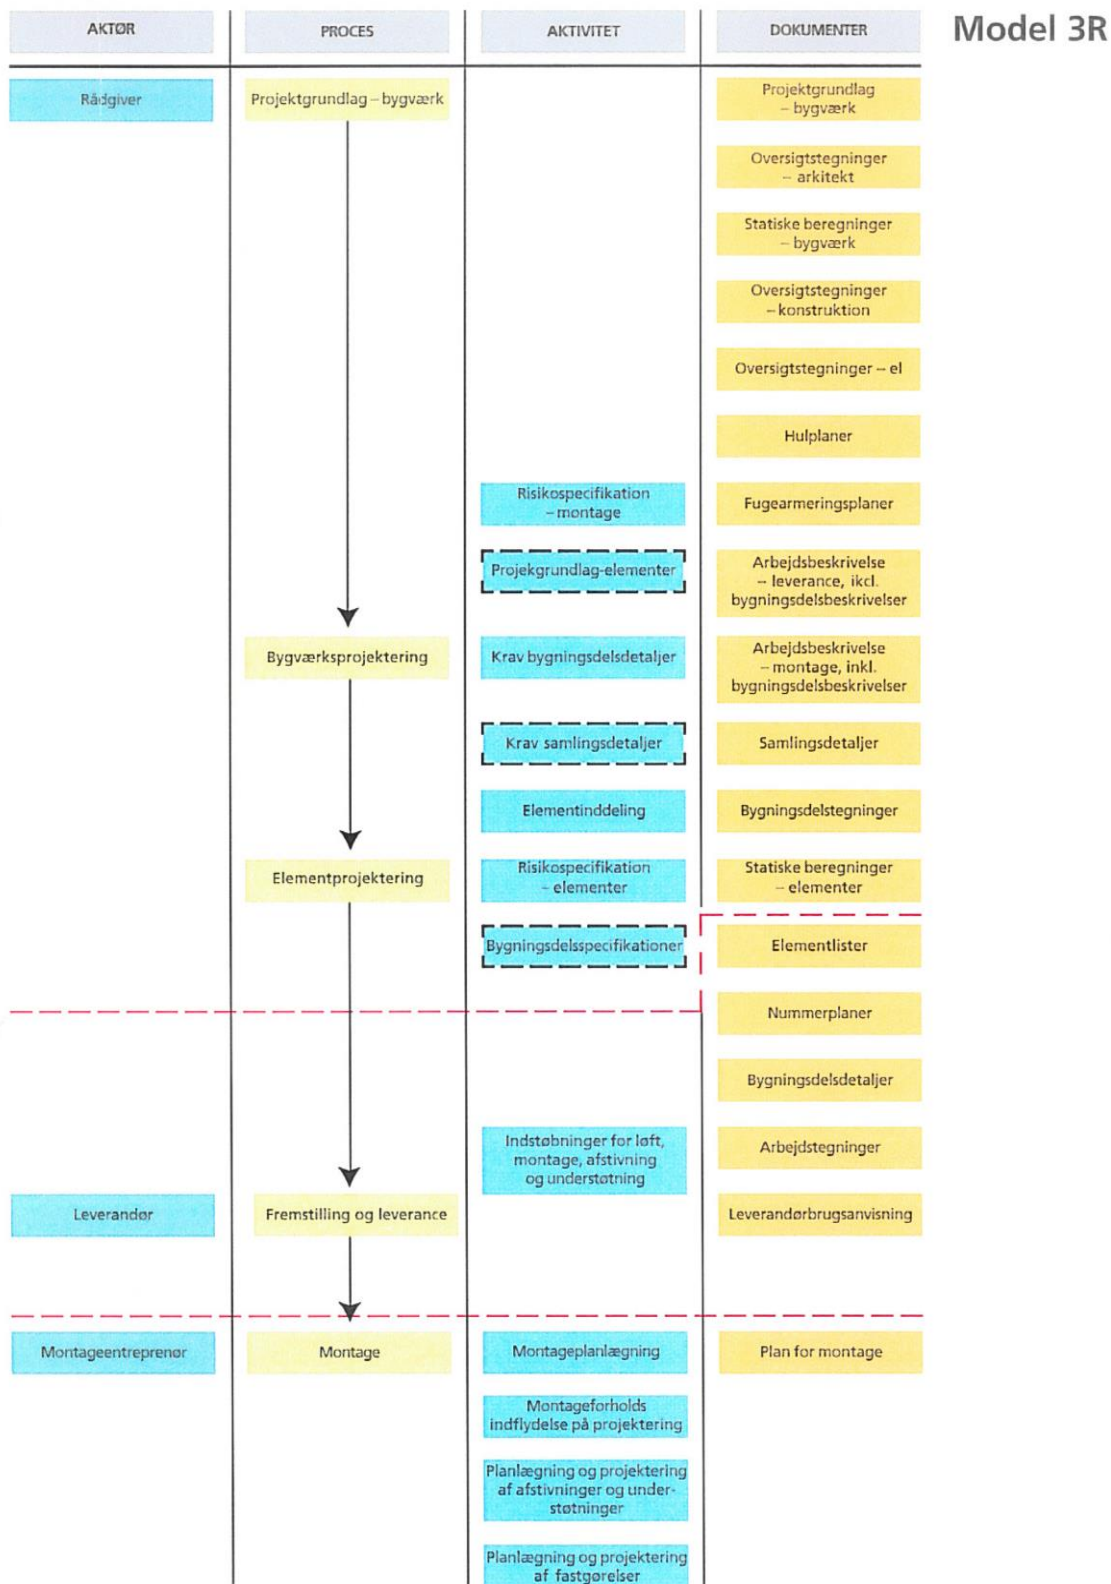 Model 3R
AKTØR
PROCES
AKTIVITET
DOKUMENTER
Rådgiver
Projektgrundlag – bygværk
Projektgrundlag
– bygværk
Oversigtstegninger
– arkitekt
Statiske beregninger
– bygværk
Oversigtstegninger
– konstruktion
Oversigtstegninger – el
Hulplaner
Risikospecifikation
– montage
Fugearmeringsplaner
Projekgrundlag-elementer
Arbejdsbeskrivelse
– leverance, ikcl.
bygningsdelsbeskrivelser
Bygværksprojektering
Krav bygningsdelsdetaljer
Arbejdsbeskrivelse
– montage, inkl.
bygningsdelsbeskrivelser
Krav samlingsdetaljer
Samlingsdetaljer
Elementinddeling
Bygningsdelstegninger
Elementprojektering
Risikospecifikation
– elementer
Statiske beregninger
– elementer
Bygningsdelsspecifikationer
Elementlister
Nummerplaner
Bygningsdelsdetaljer
Indstøbninger for løft,
montage, afstivning
og understøtning
Arbejdstegninger
Leverandør
Fremstilling og leverance
Leverandørbrugsanvisning
Montageentreprenør
Montage
Montageplanlægning
Plan for montage
Montageforholds
indflydelse på projektering
Planlægning og projektering
af afstivninger og under-
støtninger
Planlægning og projektering
af fastgørelser